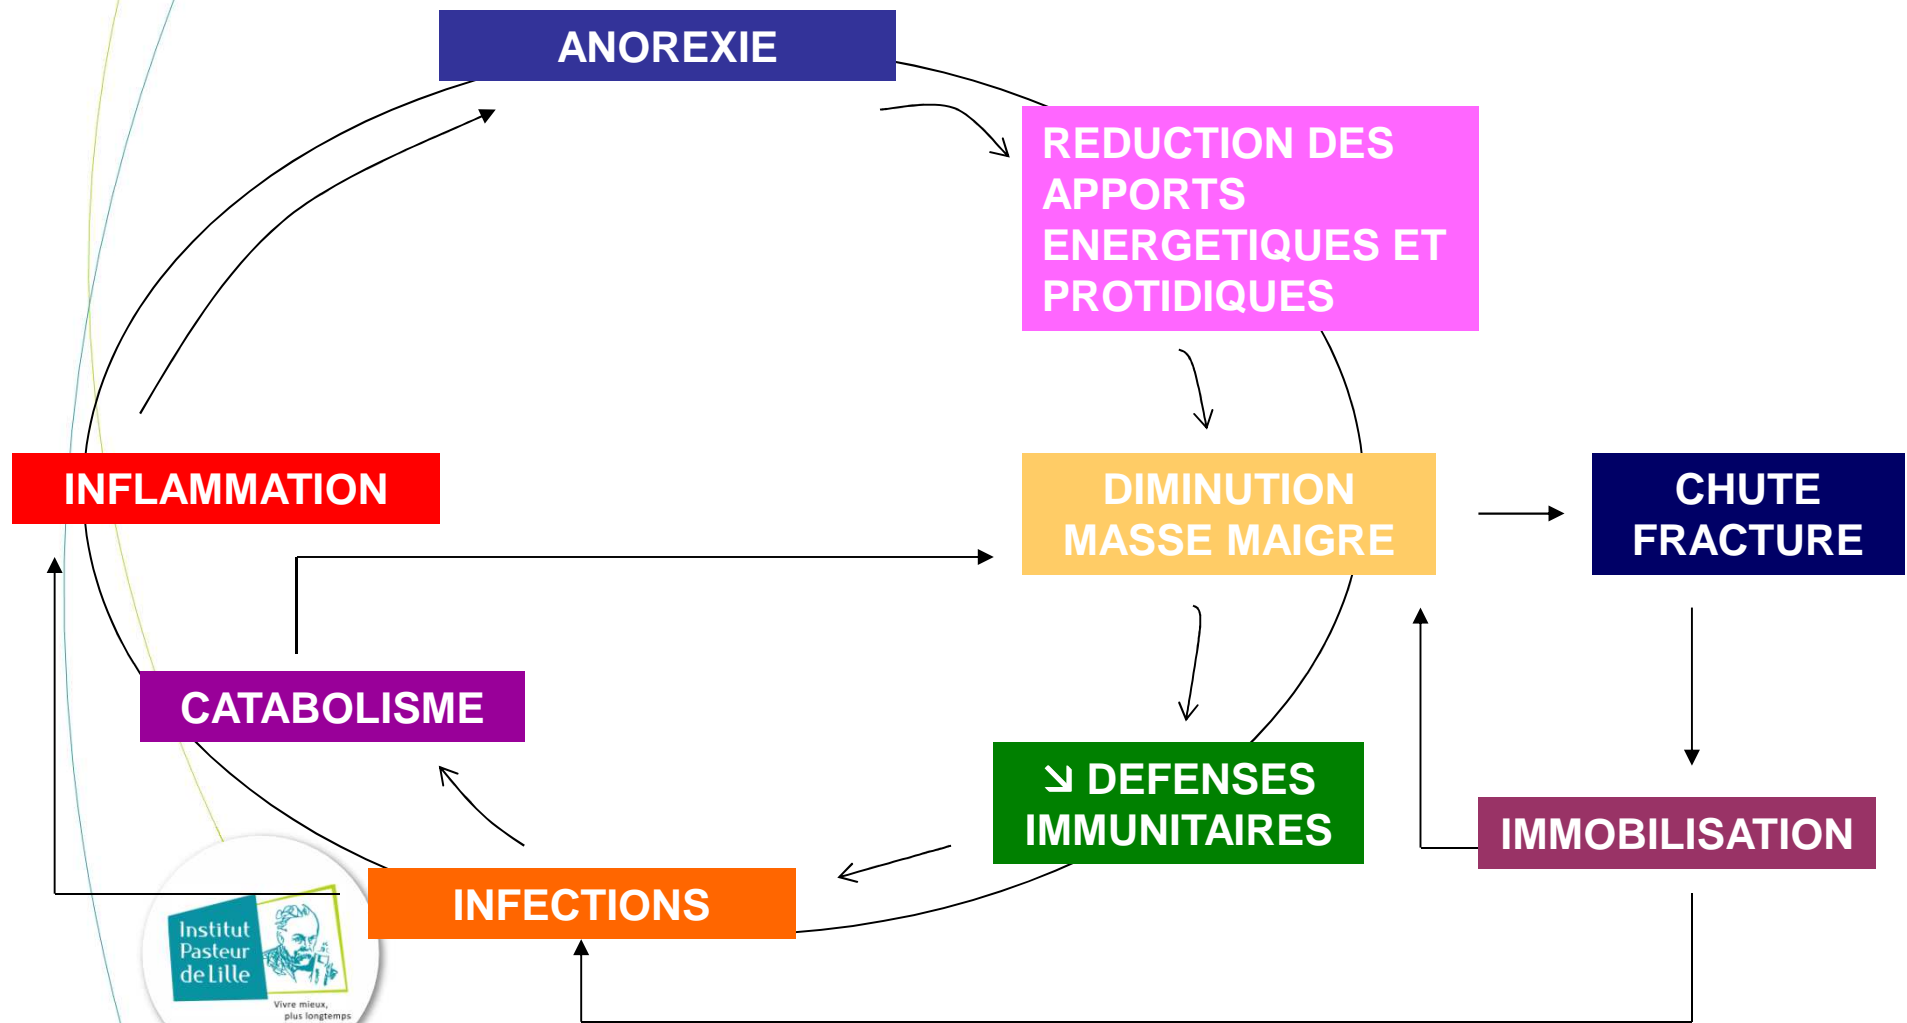 ANOREXIE
REDUCTION DES
APPORTS
ENERGETIQUES ET
PROTIDIQUES
INFLAMMATION
DIMINUTION
MASSE MAIGRE
CHUTE
FRACTURE
CATABOLISME
↘ DEFENSES
IMMUNITAIRES
IMMOBILISATION
INFECTIONS
Institut
Pasteur
de Lille
Vivre mieux,
plus longtemps